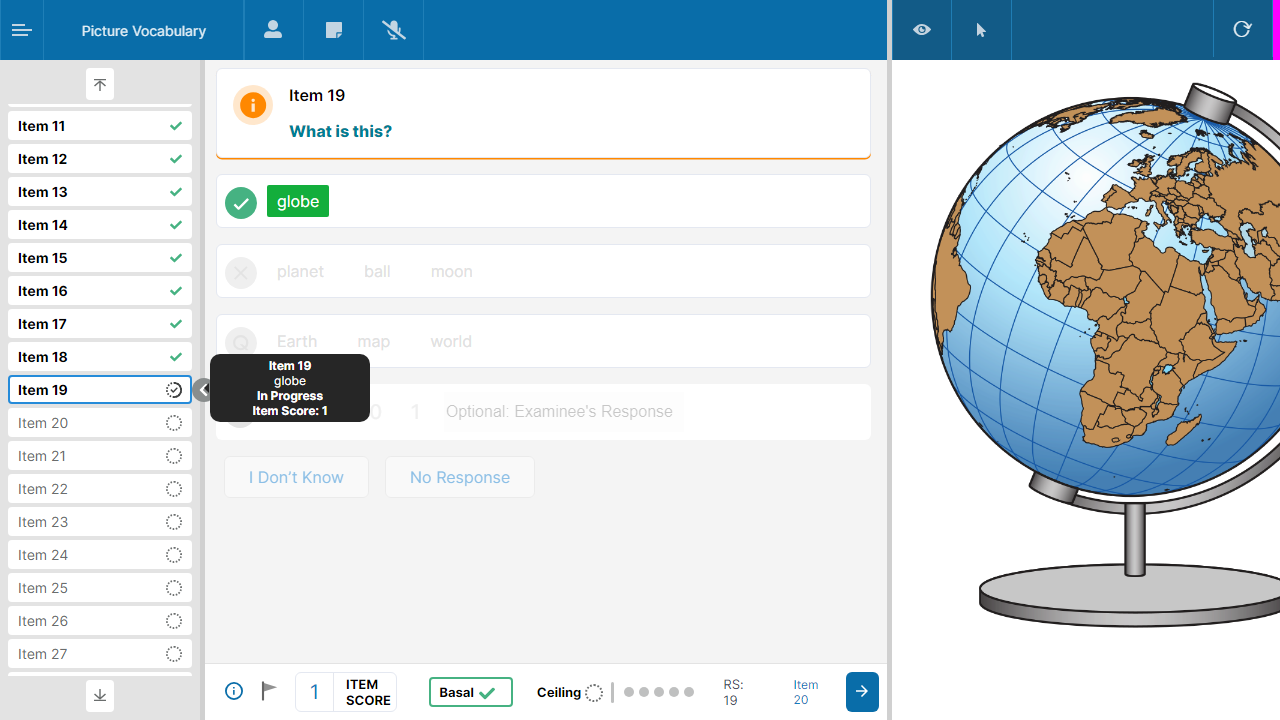 Picture Vocabulary
Item 11
Item 12
Item 13
Item 14
Item 15
Item 16
Item 17
Item 18
Item 19
Item 20
Item 21
Item 22
Item 23
Item 24
Item 25
Item 26
Item 27
Item 19
What is this?
globe
planet ball moon
Earth map world
Item 19
globe
In Progress
Item Score: 1
0 1 Optional: Examinee's Response
I Don't Know No Response
1 ITEM SCORE
Basal
Ceiling
RS:
19
Item
20